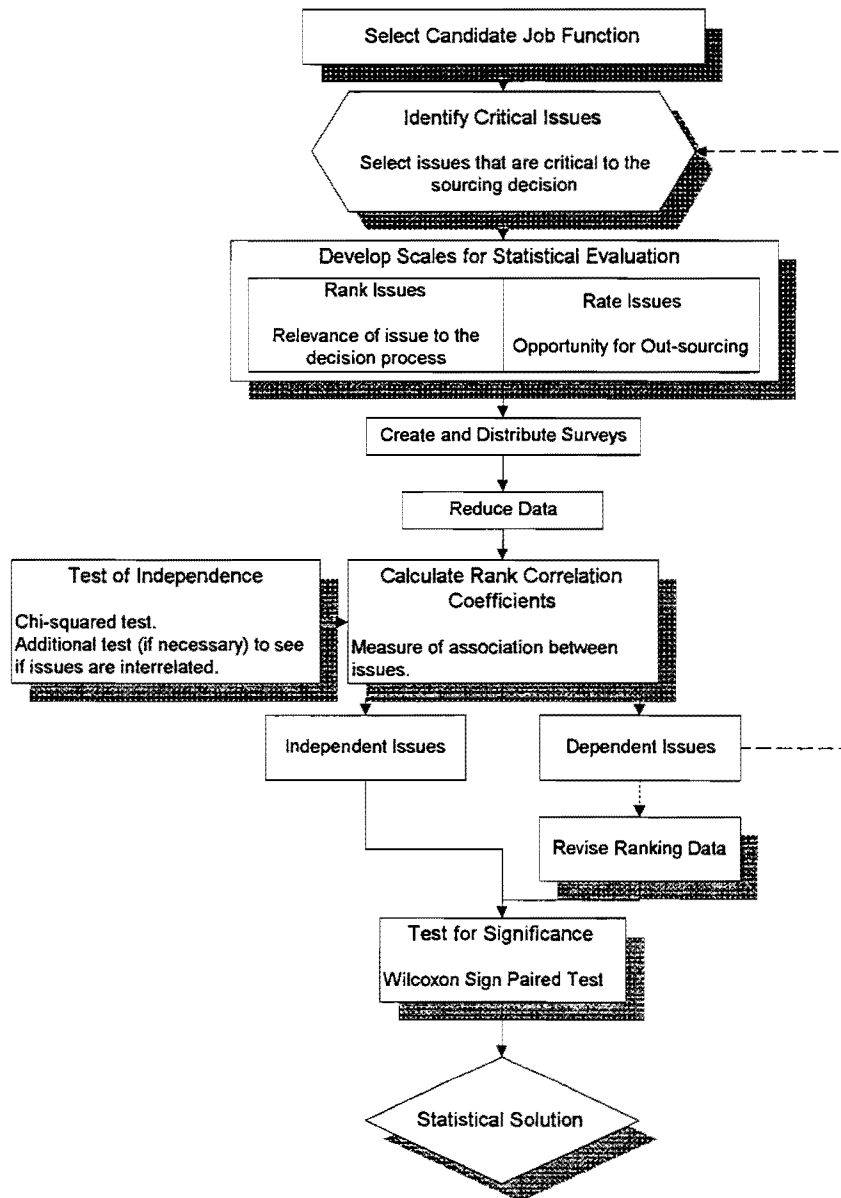 Select Candidate Job Function
Identify Critical Issues
Select issues that are critical to the
sourcing decision
Develop Scales for Statistical Evaluation
Rank Issues
Relevance of issue to the
decision process
Rate Issues
Opportunity for Out-sourcing
Create and Distribute Surveys
Reduce Data
Test of Independence
Chi-squared test.
Additional test (if necessary) to see
if issues are interrelated.
Calculate Rank Correlation
Coefficients
Measure of association between
issues.
Independent Issues
Dependent Issues
Revise Ranking Data
Test for Significance
Wilcoxon Sign Paired Test
Statistical Solution